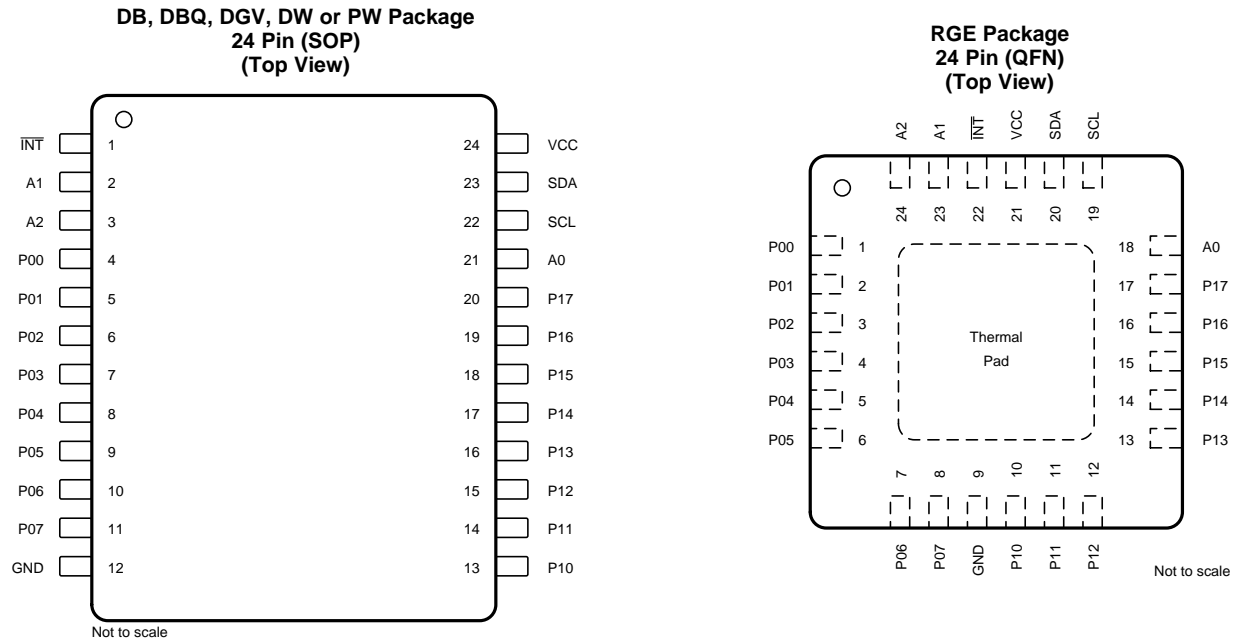 DB, DBQ, DGV, DW or PW Package
24 Pin (SOP)
(Top View)
INT 1 24 VCC
A1 2 23 SDA
A2 3 22 SCL
P00 4 21 A0
P01 5 20 P17
P02 6 19 P16
P03 7 18 P15
P04 8 17 P14
P05 9 16 P13
P06 10 15 P12
P07 11 14 P11
GND 12 13 P10
Not to scale
RGE Package
24 Pin (QFN)
(Top View)
A2 A1 INT VCC SDA SCL
24 23 22 21 20 19
P00 1 18 A0
P01 2 17 P17
P02 3 16 P16
P03 4 15 P15
P04 5 14 P14
P05 6 13 P13
Thermal
Pad
7 8 9 10 11 12
P06 P07 GND P10 P11 P12
Not to scale